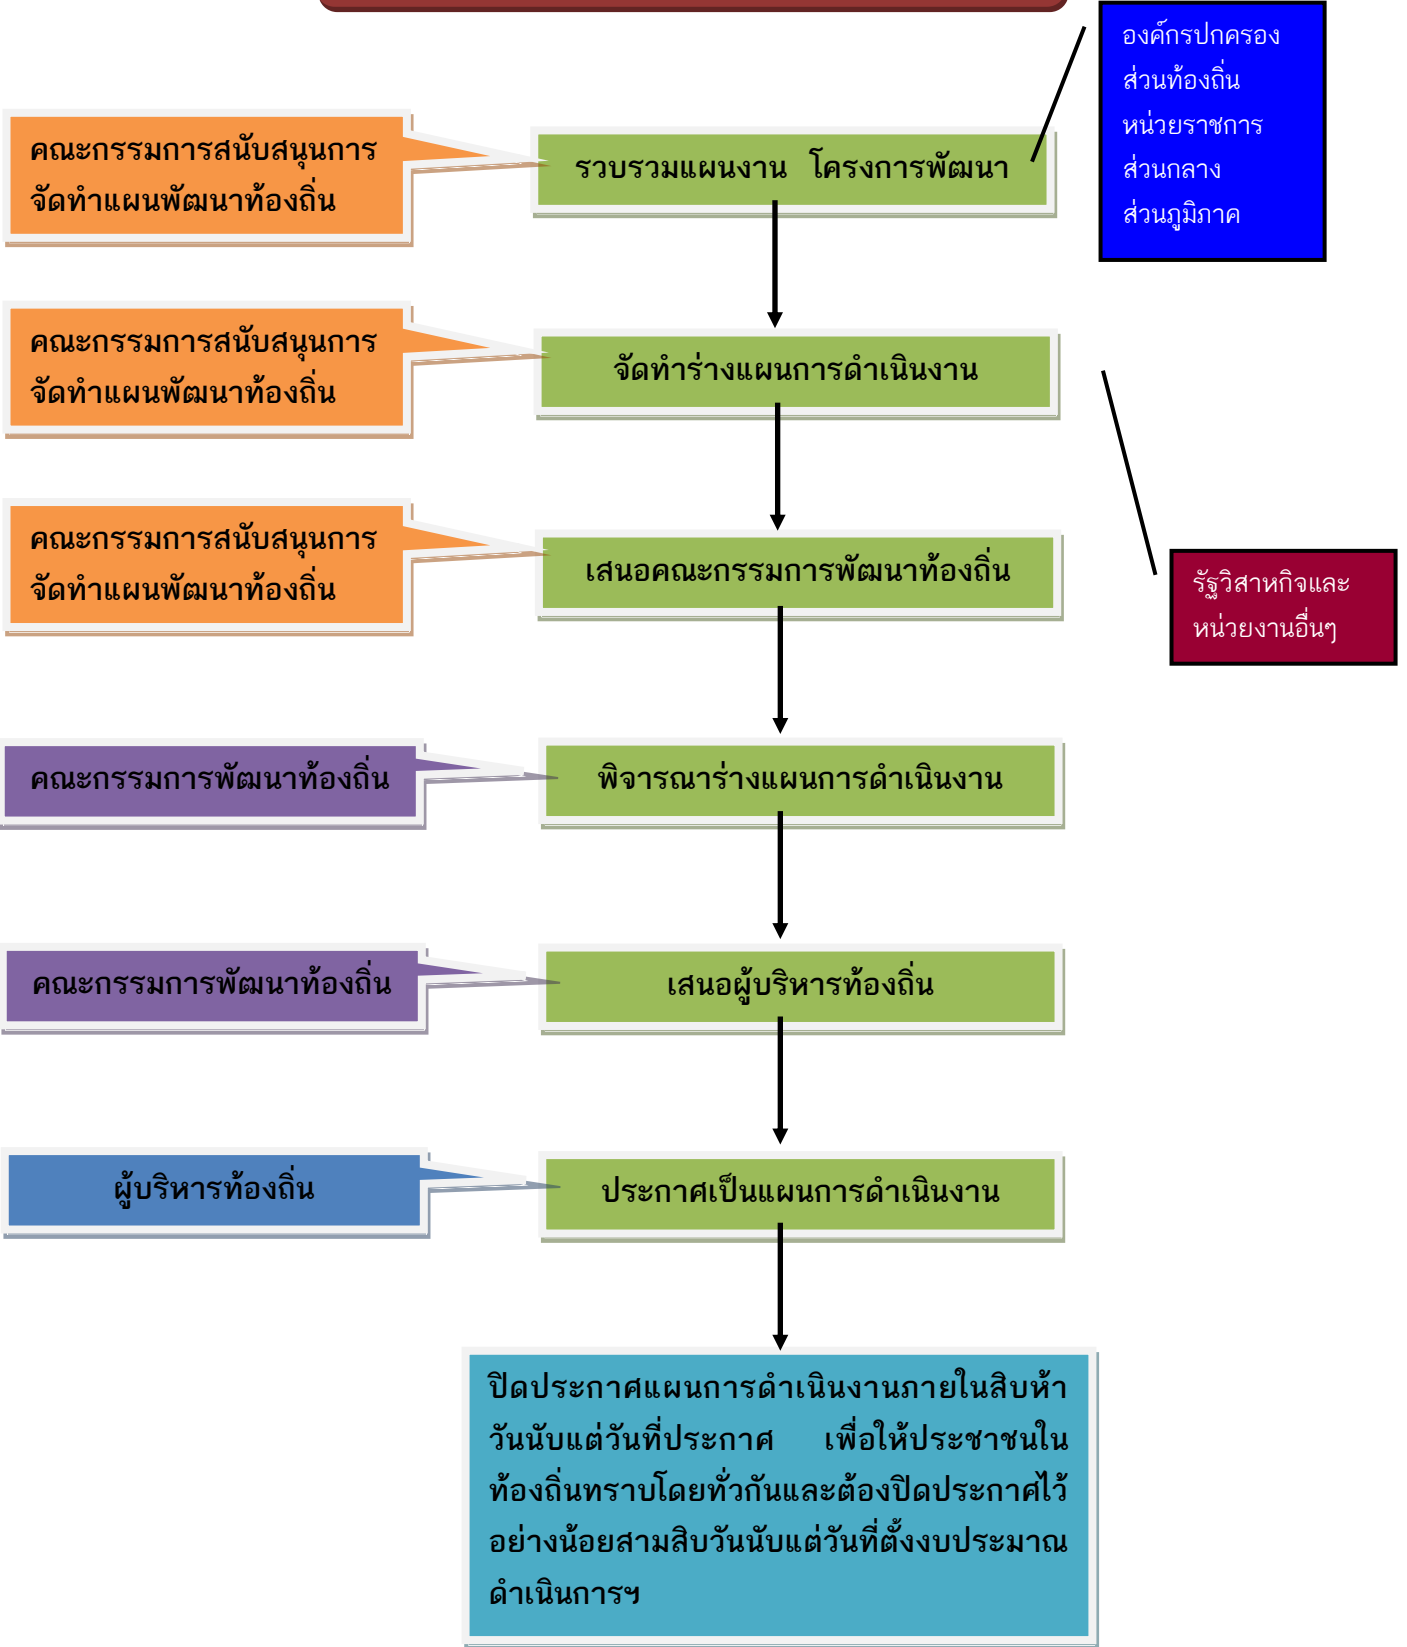 องค์กรปกครอง
ส่วนท้องถิ่น
หน่วยราชการ
ส่วนกลาง
ส่วนภูมิภาค
คณะกรรมการสนับสนุนการ
จัดทำแผนพัฒนาท้องถิ่น
รวบรวมแผนงาน โครงการพัฒนา
คณะกรรมการสนับสนุนการ
จัดทำแผนพัฒนาท้องถิ่น
จัดทำร่างแผนการดำเนินงาน
คณะกรรมการสนับสนุนการ
จัดทำแผนพัฒนาท้องถิ่น
เสนอคณะกรรมการพัฒนาท้องถิ่น
รัฐวิสาหกิจและ
หน่วยงานอื่นๆ
คณะกรรมการพัฒนาท้องถิ่น
พิจารณาร่างแผนการดำเนินงาน
คณะกรรมการพัฒนาท้องถิ่น
เสนอผู้บริหารท้องถิ่น
ผู้บริหารท้องถิ่น
ประกาศเป็นแผนการดำเนินงาน
ปิดประกาศแผนการดำเนินงานภายในสิบห้า
วันนับแต่วันที่ประกาศ เพื่อให้ประชาชนใน
ท้องถิ่นทราบโดยทั่วกันและต้องปิดประกาศไว้
อย่างน้อยสามสิบวันนับแต่วันที่ตั้งงบประมาณ
ดำเนินการฯ